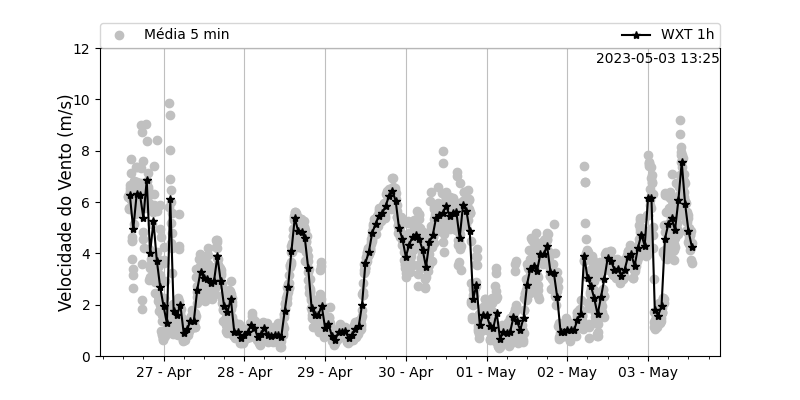 Média 5 min
WXT 1h
2023-05-03 13:25
Velocidade do Vento (m/s)
12
10
8
6
4
2
0
27 - Apr
28 - Apr
29 - Apr
30 - Apr
01 - May
02 - May
03 - May